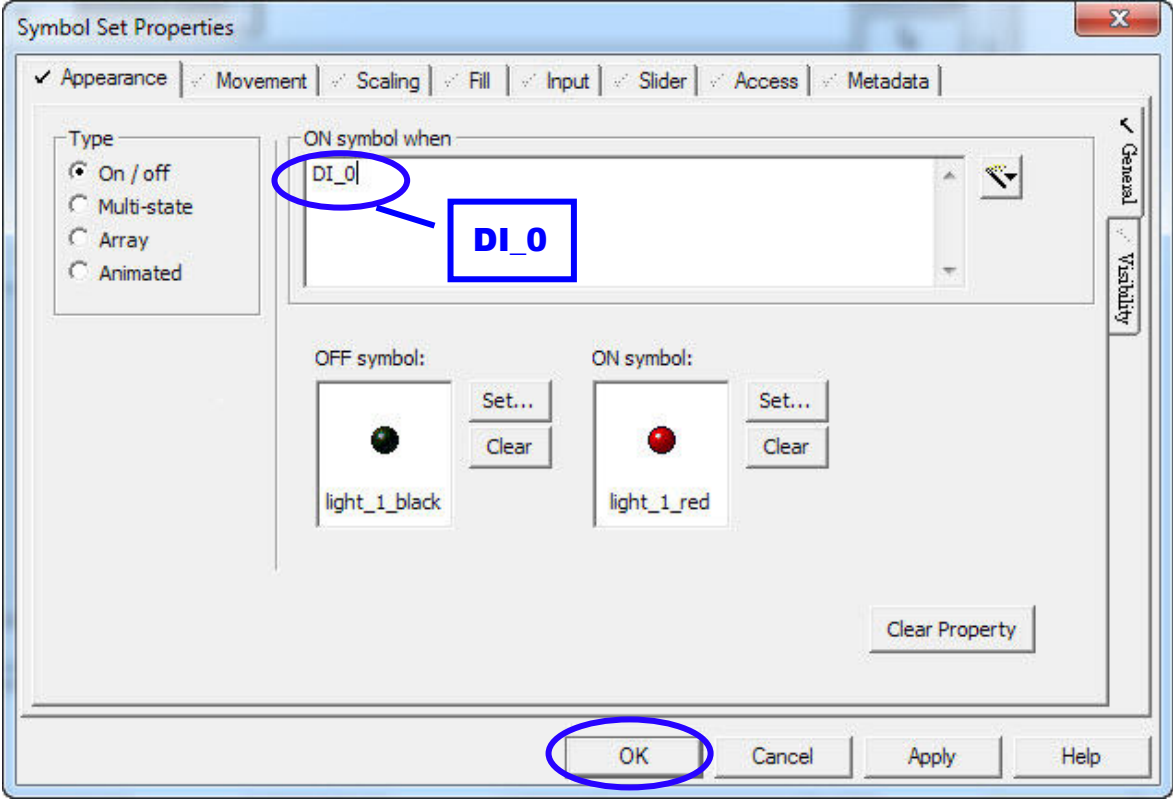 Symbol Set Properties
X
Appearance Movement Scaling Fill Input Slider Access Metadata
General
Visibility
Type
On / off
Multi-state
Array
Animated
ON symbol when
DI_0
DI_0
OFF symbol:
light_1_black
Set...
Clear
ON symbol:
light_1_red
Set...
Clear
Clear Property
OK Cancel Apply Help